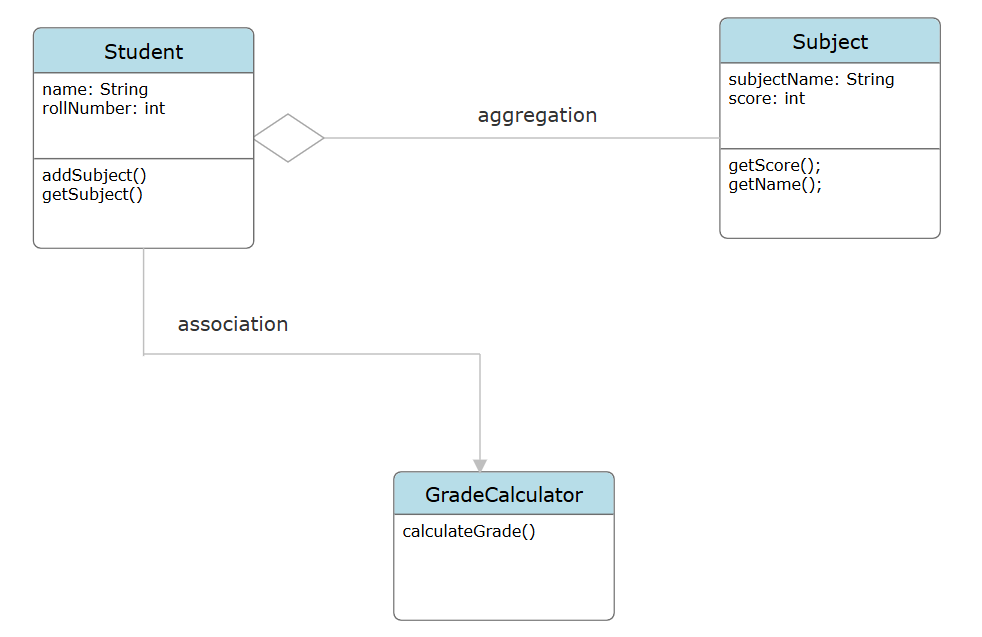 Student
name: String
rollNumber: int
addSubject()
getSubject()
aggregation
Subject
subjectName: String
score: int
getScore();
getName();
association
GradeCalculator
calculateGrade()